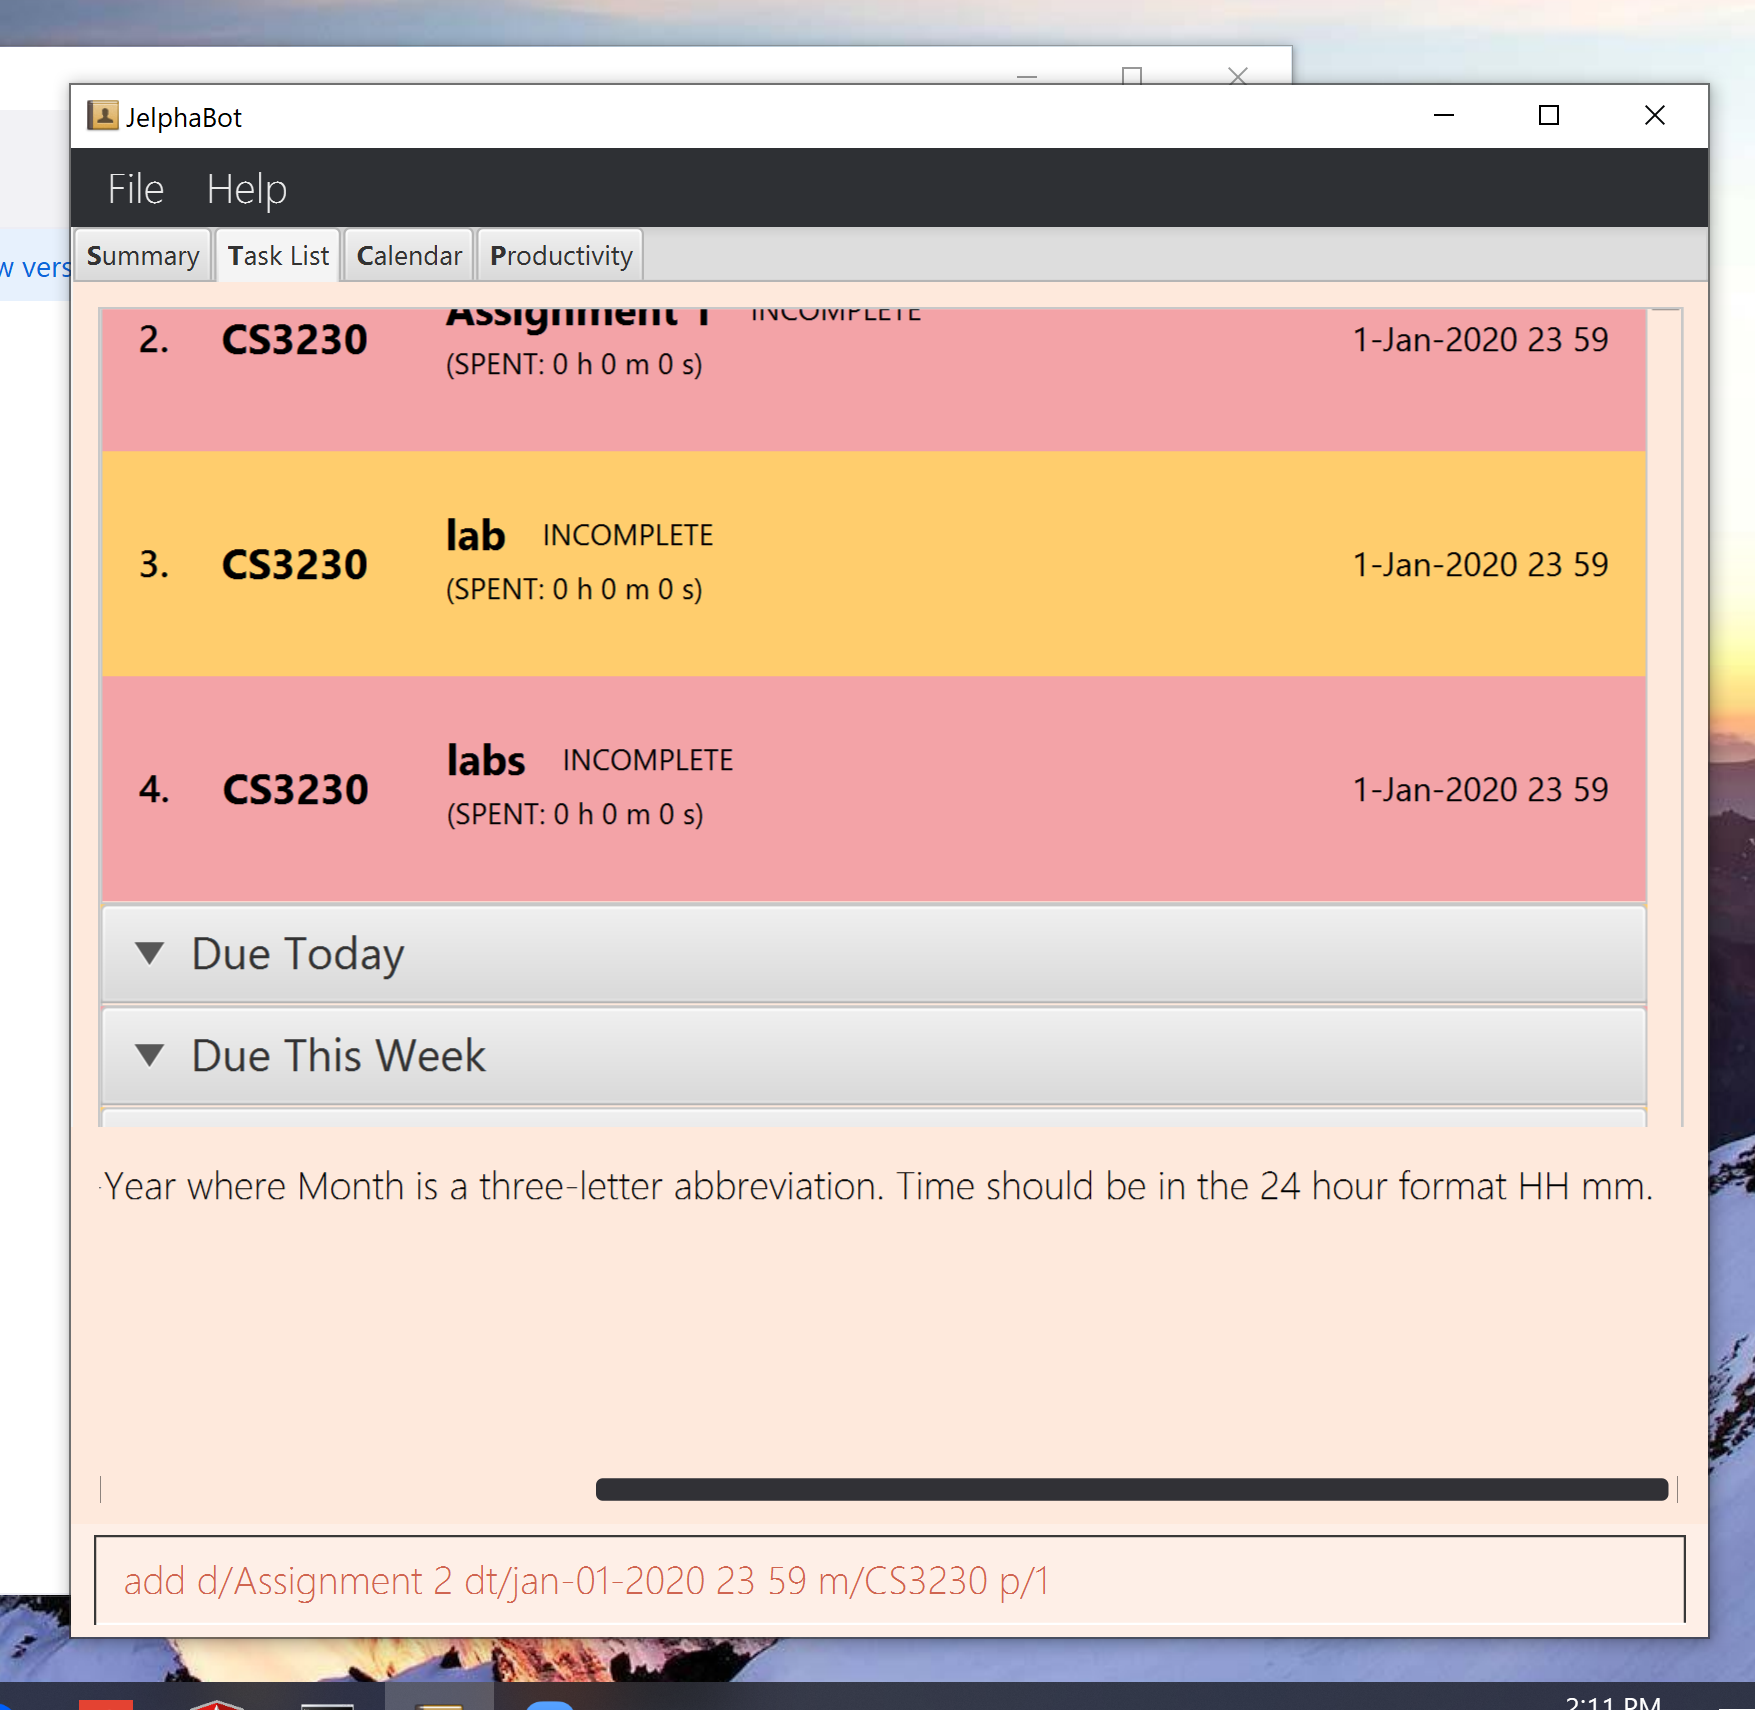 JelphaBot
File Help
w vers
Summary Task List Calendar Productivity
2. CS3230 Assignment 1 INCOMPLETE 1-Jan-2020 23 59
(SPENT: 0 h 0 m 0 s)
3. CS3230 lab INCOMPLETE 1-Jan-2020 23 59
(SPENT: 0 h 0 m 0 s)
4. CS3230 labs INCOMPLETE 1-Jan-2020 23 59
(SPENT: 0 h 0 m 0 s)
Due Today
Due This Week
-Year where Month is a three-letter abbreviation. Time should be in the 24 hour format HH mm.
add d/Assignment 2 dt/jan-01-2020 23 59 m/CS3230 p/1
2:11 PM